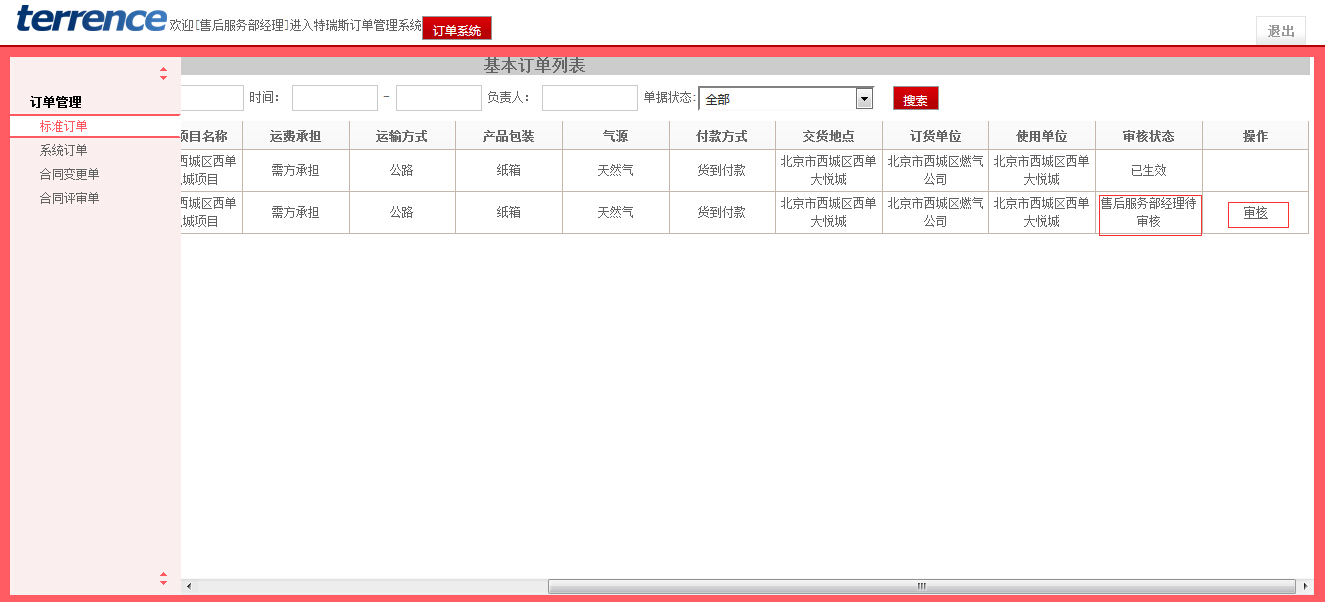 terrence 欢迎[售后服务部经理]进入特瑞斯订单管理系统 订单系统 退出
基本订单列表
订单管理
标准订单
系统订单
合同变更单
合同评审单
时间: - 负责人: 单据状态: 全部 搜索
项目名称 运费承担 运输方式 产品包装 气源 付款方式 交货地点 订货单位 使用单位 审核状态 操作
西城区西单
城项目 需方承担 公路 纸箱 天然气 货到付款 北京市西城区西单
大悦城 北京市西城区燃气
公司 北京市西城区西单
大悦城 已生效
西城区西单
城项目 需方承担 公路 纸箱 天然气 货到付款 北京市西城区西单
大悦城 北京市西城区燃气
公司 北京市西城区西单
大悦城 售后服务部经理待
审核 审核